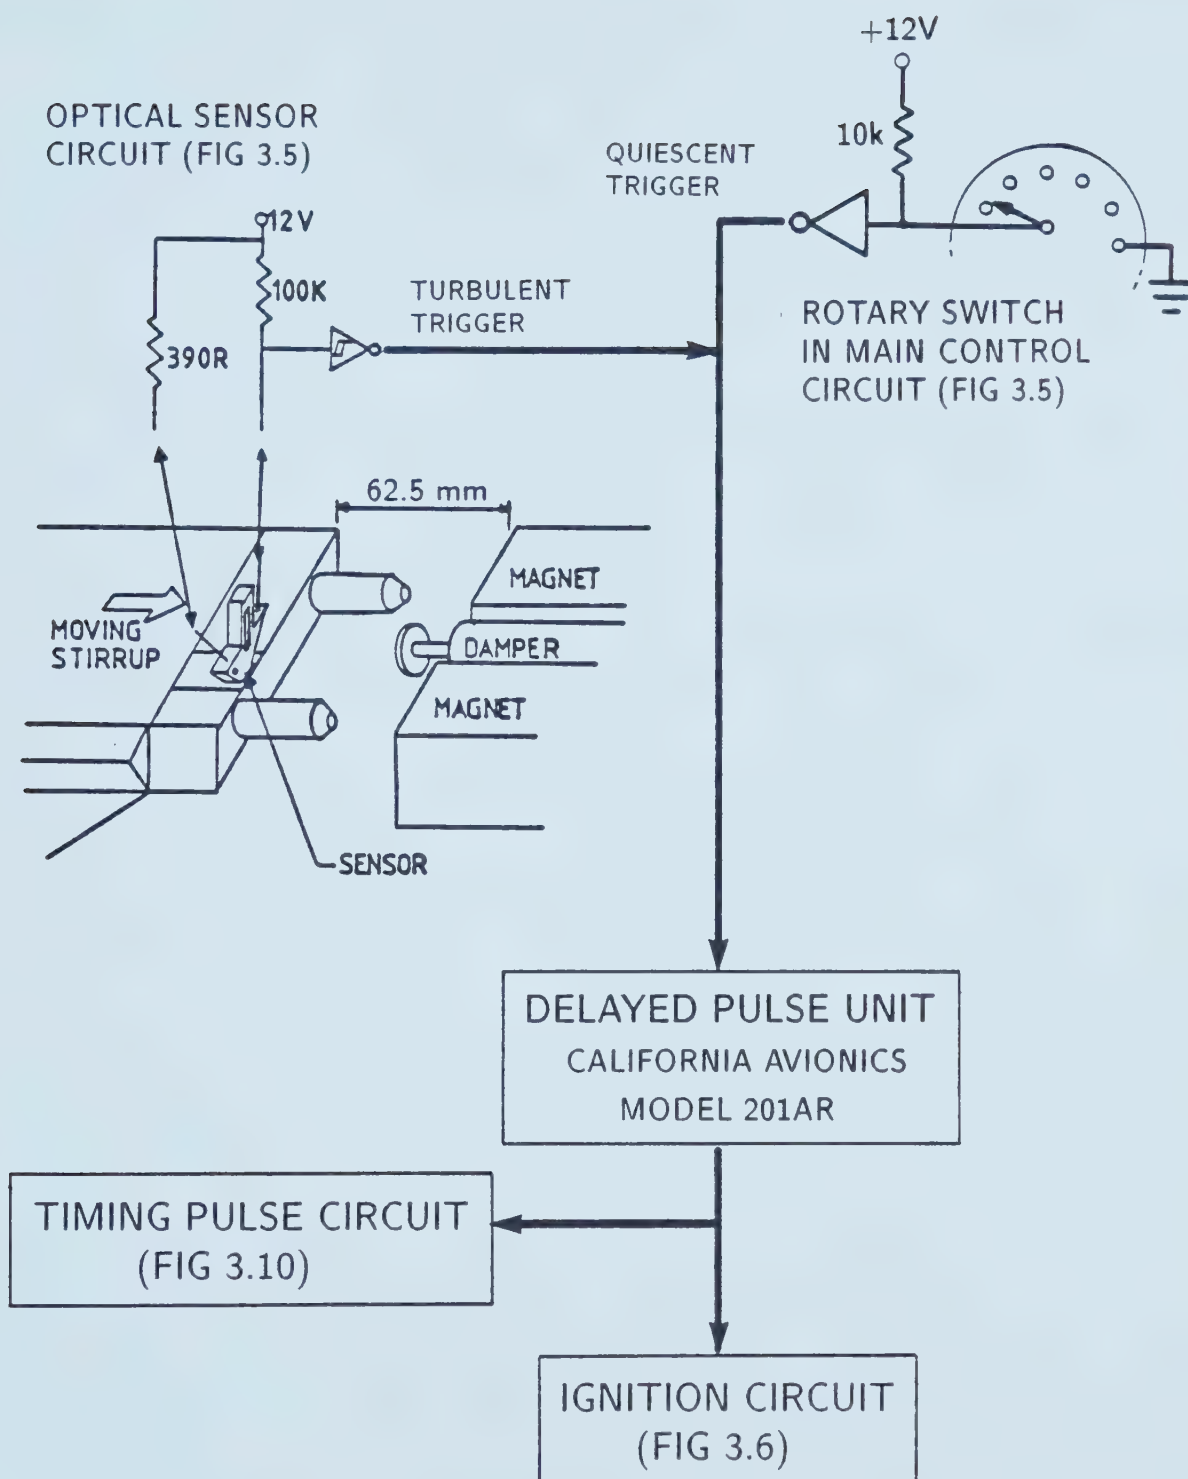 +12V
OPTICAL SENSOR
CIRCUIT (FIG 3.5)
10k
QUIESCENT
TRIGGER
12V
100K
TURBULENT
TRIGGER
390R
ROTARY SWITCH
IN MAIN CONTROL
CIRCUIT (FIG 3.5)
62.5 mm
MAGNET
MOVING
STIRRUP
DAMPER
MAGNET
SENSOR
DELAYED PULSE UNIT
CALIFORNIA AVIONICS
MODEL 201AR
TIMING PULSE CIRCUIT
(FIG 3.10)
IGNITION CIRCUIT
(FIG 3.6)